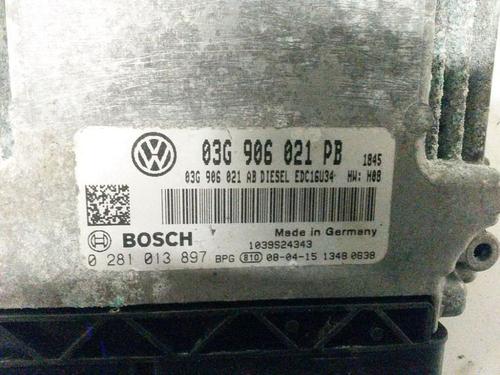 03G 906 021 PB 1845
03G 906 021 AB DIESEL EDC16U34 HW: H08
Made in Germany
BOSCH 1039S24343
0 281 013 897 BPG 810 08-04-15 1348 0638